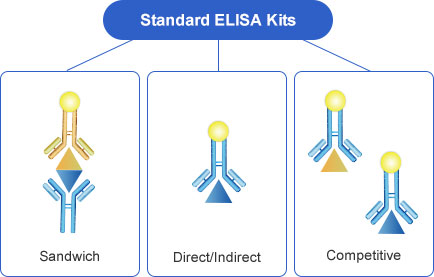 Standard ELISA Kits
Sandwich
Direct/Indirect
Competitive